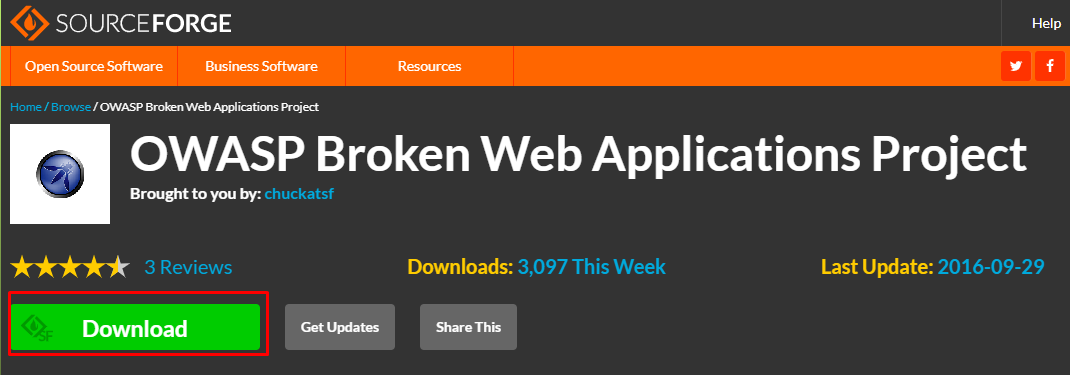 SOURCEFORGE
Help
Open Source Software
Business Software
Resources
Home / Browse / OWASP Broken Web Applications Project
OWASP Broken Web Applications Project
Brought to you by: chuckatsf
3 Reviews
Downloads: 3,097 This Week
Last Update: 2016-09-29
SF
Download
Get Updates
Share This